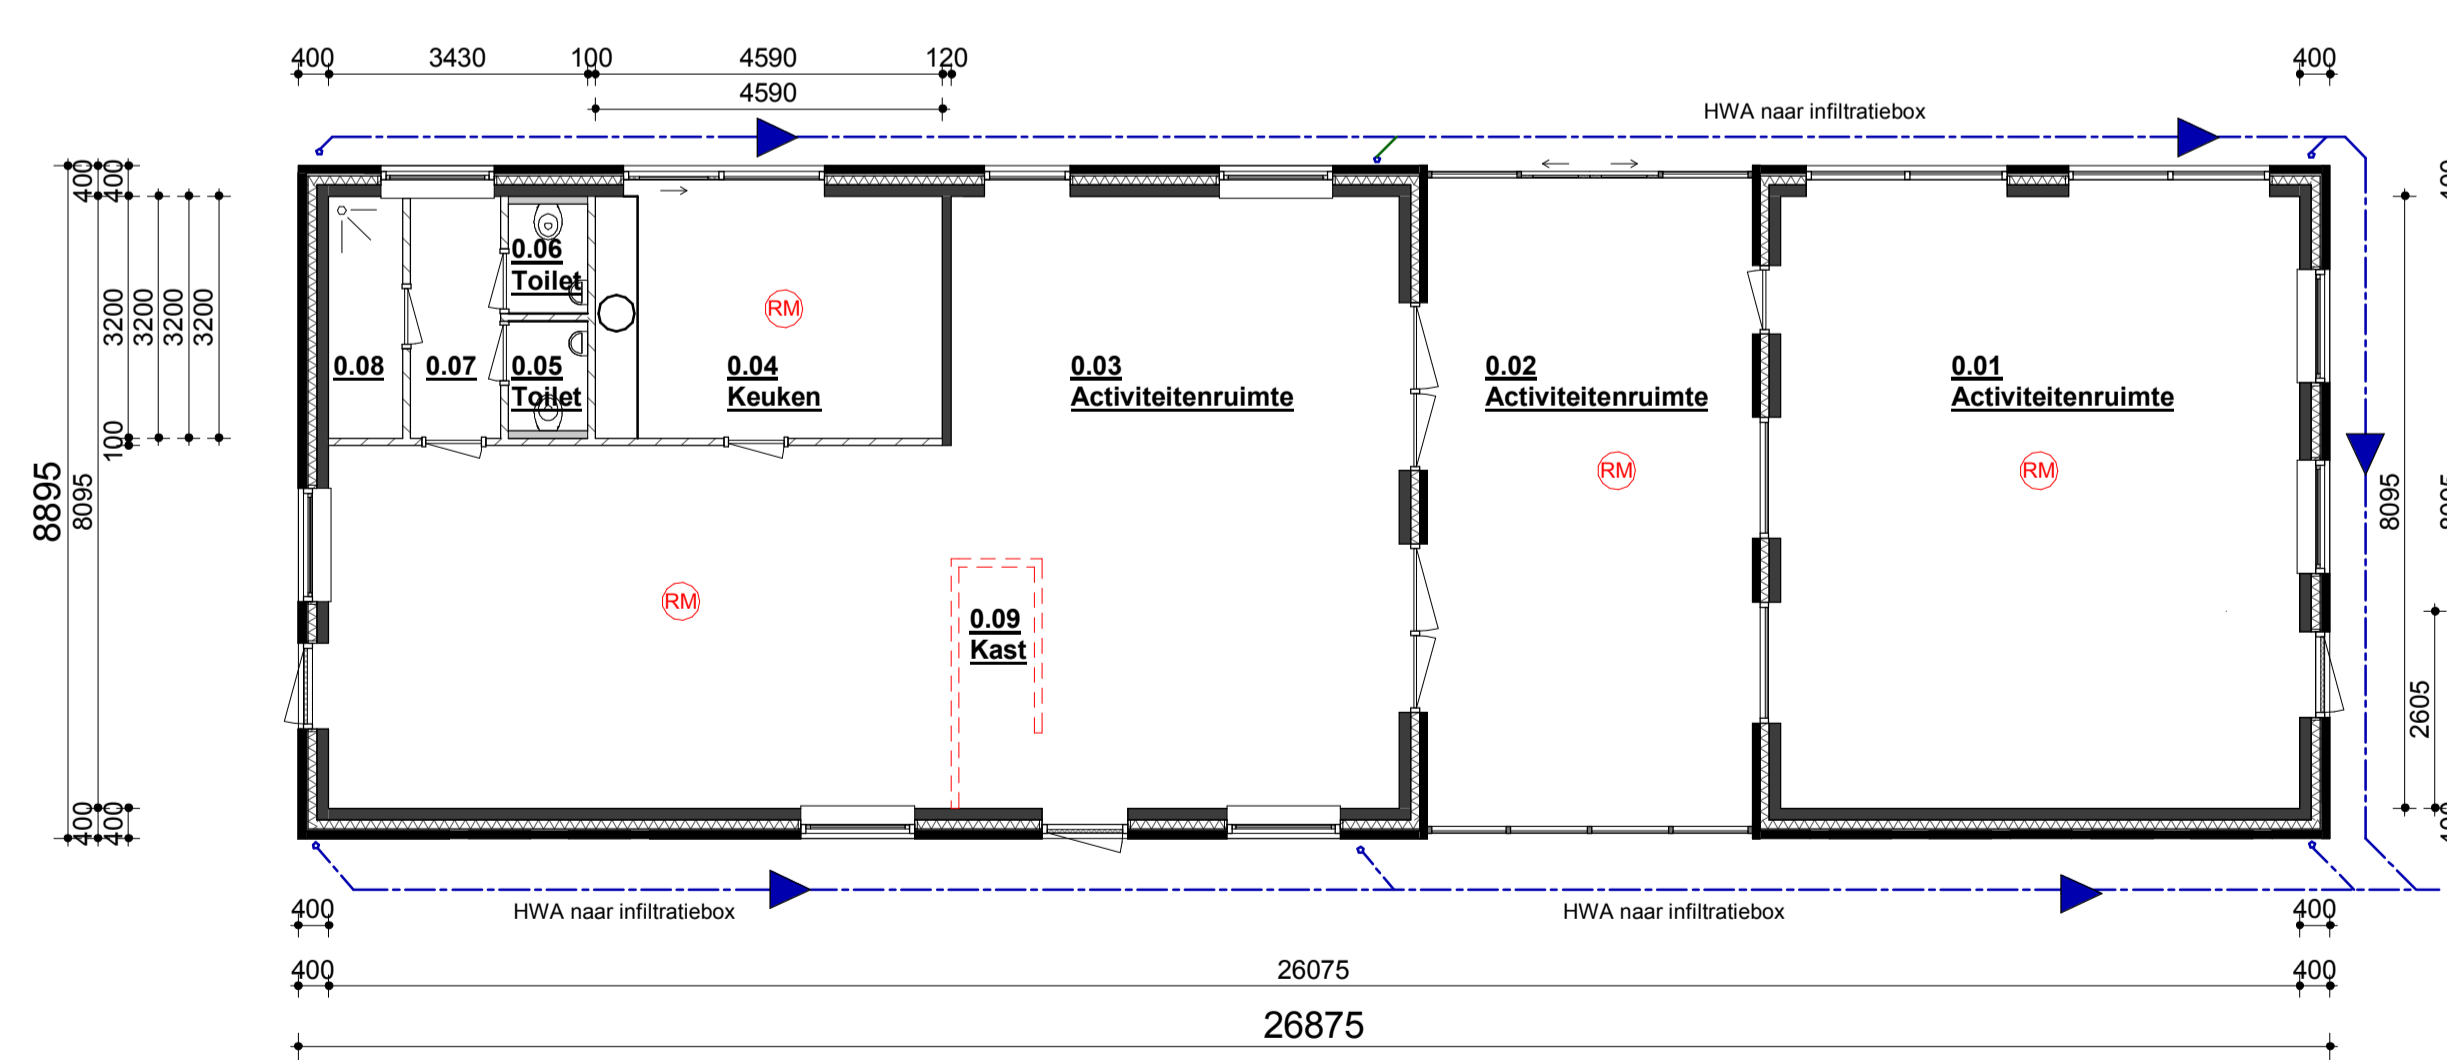 400 3430 100 4590 120 400
4590
HWA naar infiltratiebox
400 400
3200 3200 3200 3200
100
8895 8095
400 400
0.06
Toilet
RM
0.08 0.07 0.05 0.04 0.03 0.02 0.01
Toilet Keuken Activiteitenruimte Activiteitenruimte Activiteitenruimte
RM RM
8095
RM
0.09
Kast
2605
400 400
HWA naar infiltratiebox HWA naar infiltratiebox
400 26075 400
26875